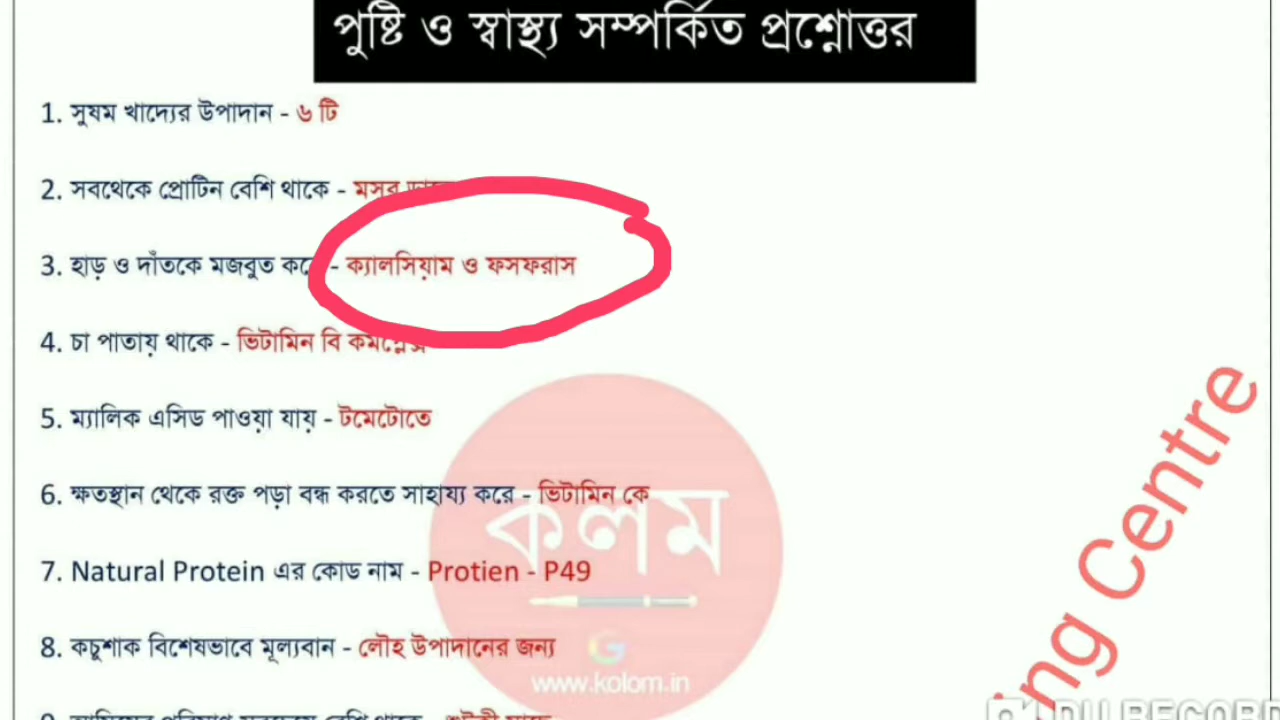 পুষ্টি ও স্বাস্থ্য সম্পর্কিত প্রশ্নোত্তর
1. সুষম খাদ্যের উপাদান - ৬ টি
2. সবথেকে প্রোটিন বেশি থাকে - মসুর
3. হাড় ও দাঁতকে মজবুত করে - ক্যালসিয়াম ও ফসফরাস
4. চা পাতায় থাকে - ভিটামিন বি কমপ্লেক্স
5. ম্যালিক এসিড পাওয়া যায় - টমেটোতে
6. ক্ষতস্থান থেকে রক্ত পড়া বন্ধ করতে সাহায্য করে - ভিটামিন কে
7. Natural Protein এর কোড নাম - Protien - P49
8. কচুশাক বিশেষভাবে মূল্যবান - লৌহ উপাদানের জন্য
কলম
www.kolom.in
ing Centre